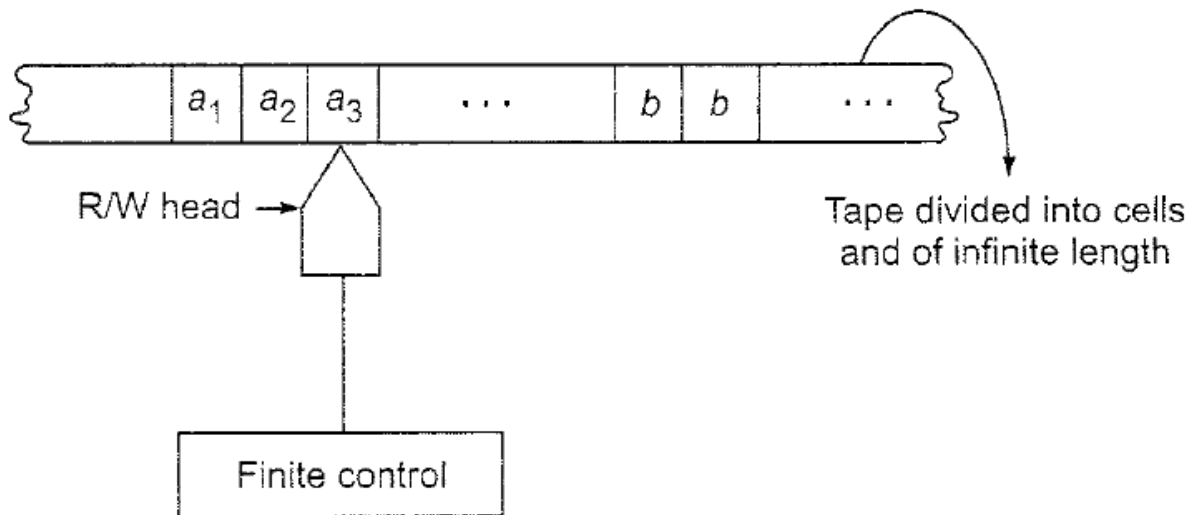 a₁ a₂ a₃ ... b b ...
R/W head
Tape divided into cells
and of infinite length
Finite control